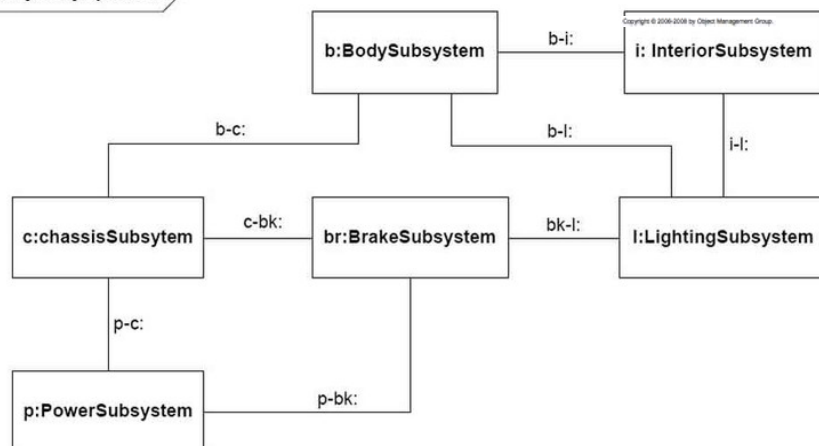 Copyright © 2006-2008 by Object Management Group.
b:BodySubsystem
b-i:
i: InteriorSubsystem
b-c:
b-l:
i-l:
c:chassisSubsytem
c-bk:
br:BrakeSubsystem
bk-l:
l:LightingSubsystem
p-c:
p:PowerSubsystem
p-bk: